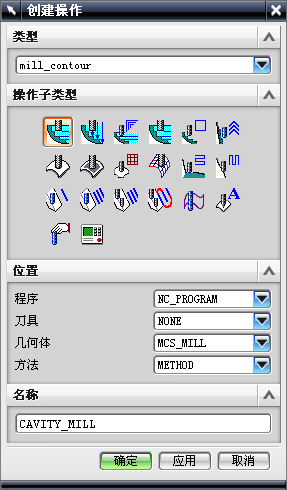 创建操作
类型
mill_contour
操作子类型
A
位置
程序 NC_PROGRAM
刀具 NONE
几何体 MCS_MILL
方法 METHOD
名称
CAVITY_MILL
确定 应用 取消